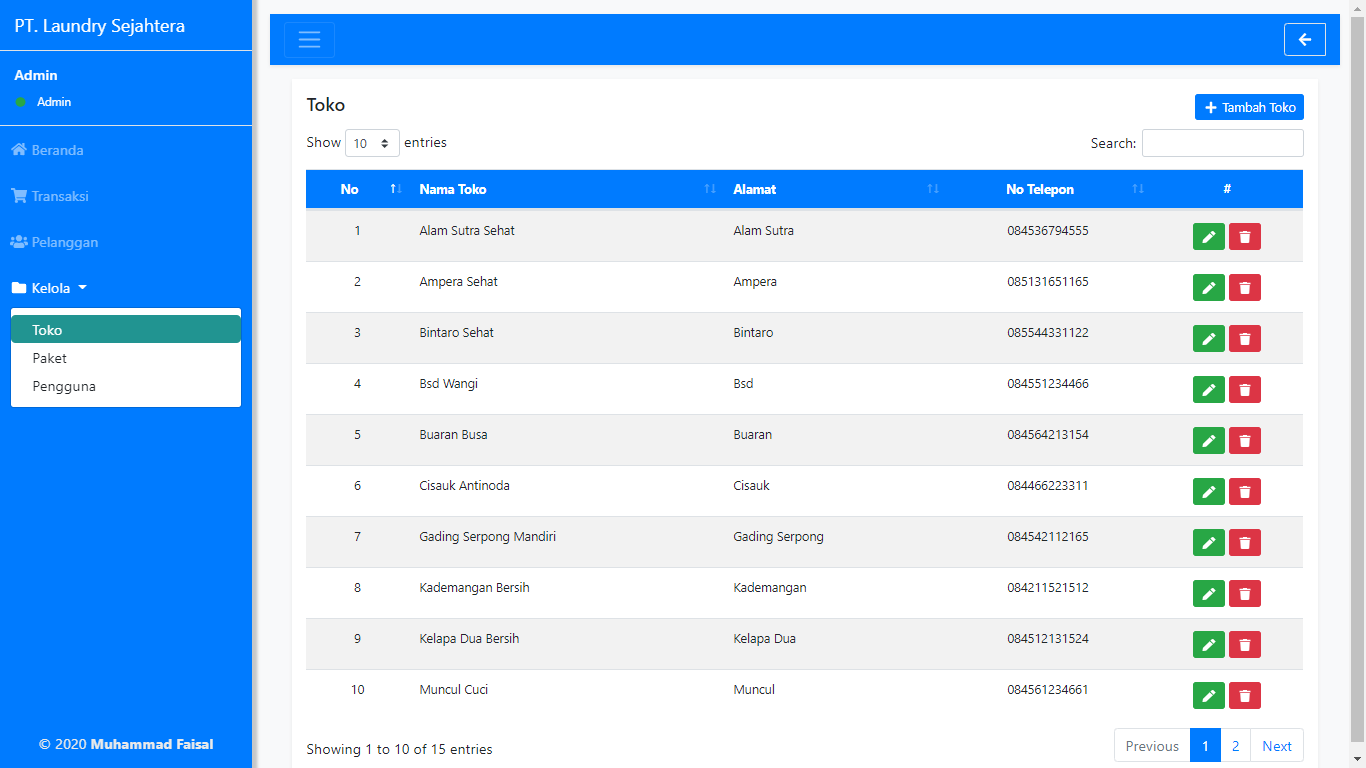 PT. Laundry Sejahtera
Admin
Admin
Beranda
Transaksi
Pelanggan
Kelola
Toko
Paket
Pengguna
© 2020 Muhammad Faisal
Toko
Tambah Toko
Show 10 entries
Search:
No Nama Toko Alamat No Telepon #
1 Alam Sutra Sehat Alam Sutra 084536794555
2 Ampera Sehat Ampera 085131651165
3 Bintaro Sehat Bintaro 085544331122
4 Bsd Wangi Bsd 084551234466
5 Buaran Busa Buaran 084564213154
6 Cisauk Antinoda Cisauk 084466223311
7 Gading Serpong Mandiri Gading Serpong 084542112165
8 Kademangan Bersih Kademangan 084211521512
9 Kelapa Dua Bersih Kelapa Dua 084512131524
10 Muncul Cuci Muncul 084561234661
Showing 1 to 10 of 15 entries
Previous 1 2 Next